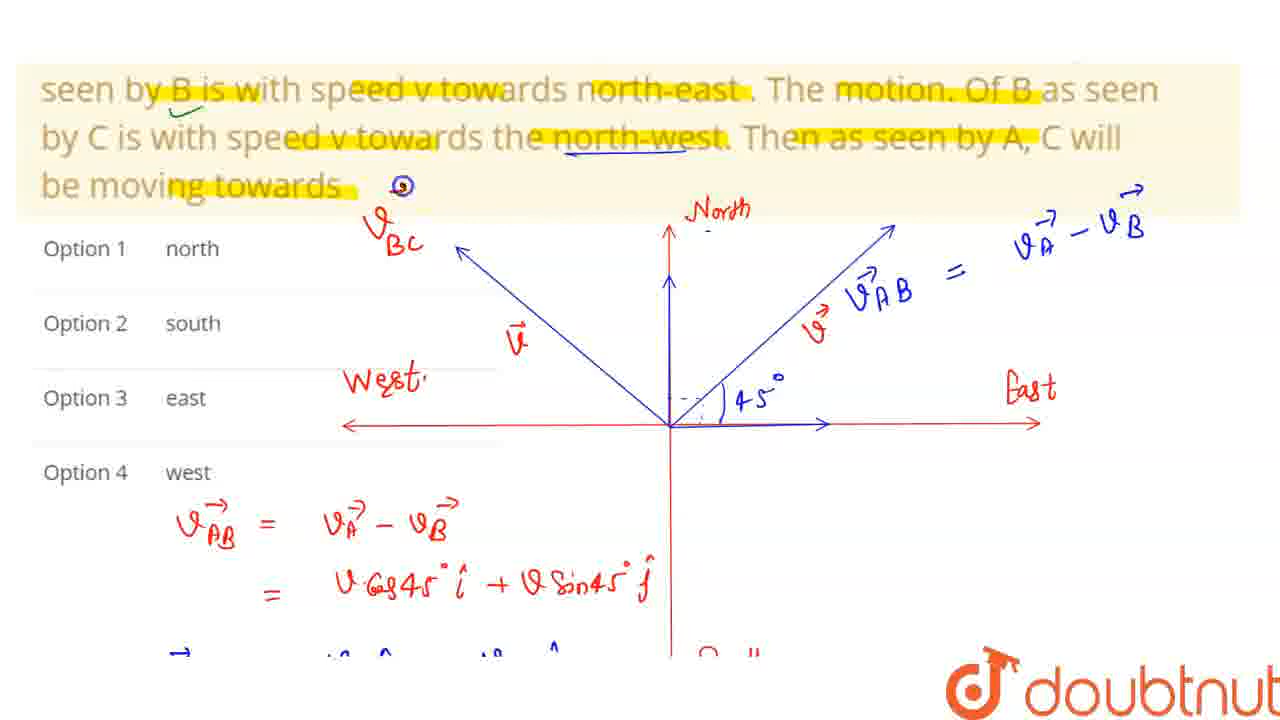 seen by B is with speed v towards north-east . The motion. Of B as seen
by C is with speed v towards the north-west. Then as seen by A, C will
be moving towards
Option 1 north
Option 2 south
Option 3 east
Option 4 west
North
West
East
v⃗BC
v⃗
v⃗
v⃗AB = v⃗A - v⃗B
45°
v⃗AB = v⃗A - v⃗B
= v cos45° î + v sin45° ĵ
doubtnut